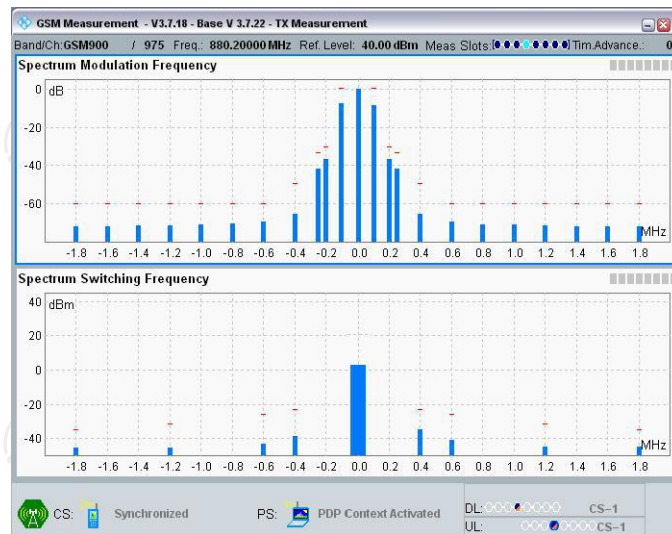 GSM Measurement - V3.7.18 - Base V 3.7.22 - TX Measurement
Band/Ch:GSM900 / 975 Freq.: 880.20000 MHz Ref. Level: 40.00 dBm Meas Slots: Tim.Advance.: 0
Spectrum Modulation Frequency
dB
0
-20
-40
-60
MHz
-1.8 -1.6 -1.4 -1.2 -1.0 -0.8 -0.6 -0.4 -0.2 0.0 0.2 0.4 0.6 0.8 1.0 1.2 1.4 1.6 1.8
Spectrum Switching Frequency
40
dBm
20
0
-20
-40
MHz
-1.8 -1.6 -1.4 -1.2 -1.0 -0.8 -0.6 -0.4 -0.2 0.0 0.2 0.4 0.6 0.8 1.0 1.2 1.4 1.6 1.8
CS: Synchronized PS: PDP Context Activated
DL: CS-1
UL: CS-1